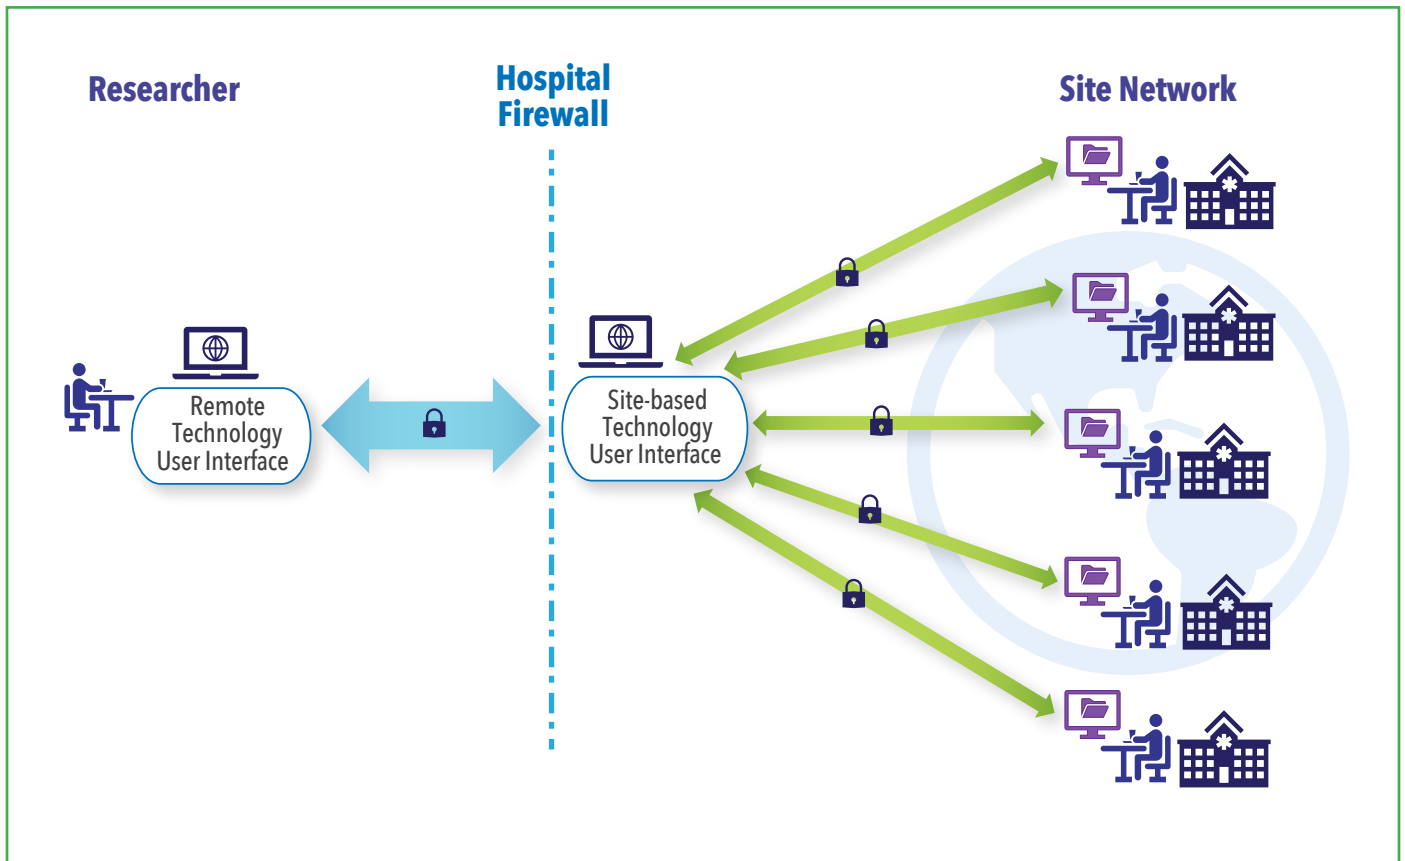 Researcher
Hospital
Firewall
Site Network
Remote
Technology
User Interface
Site-based
Technology
User Interface